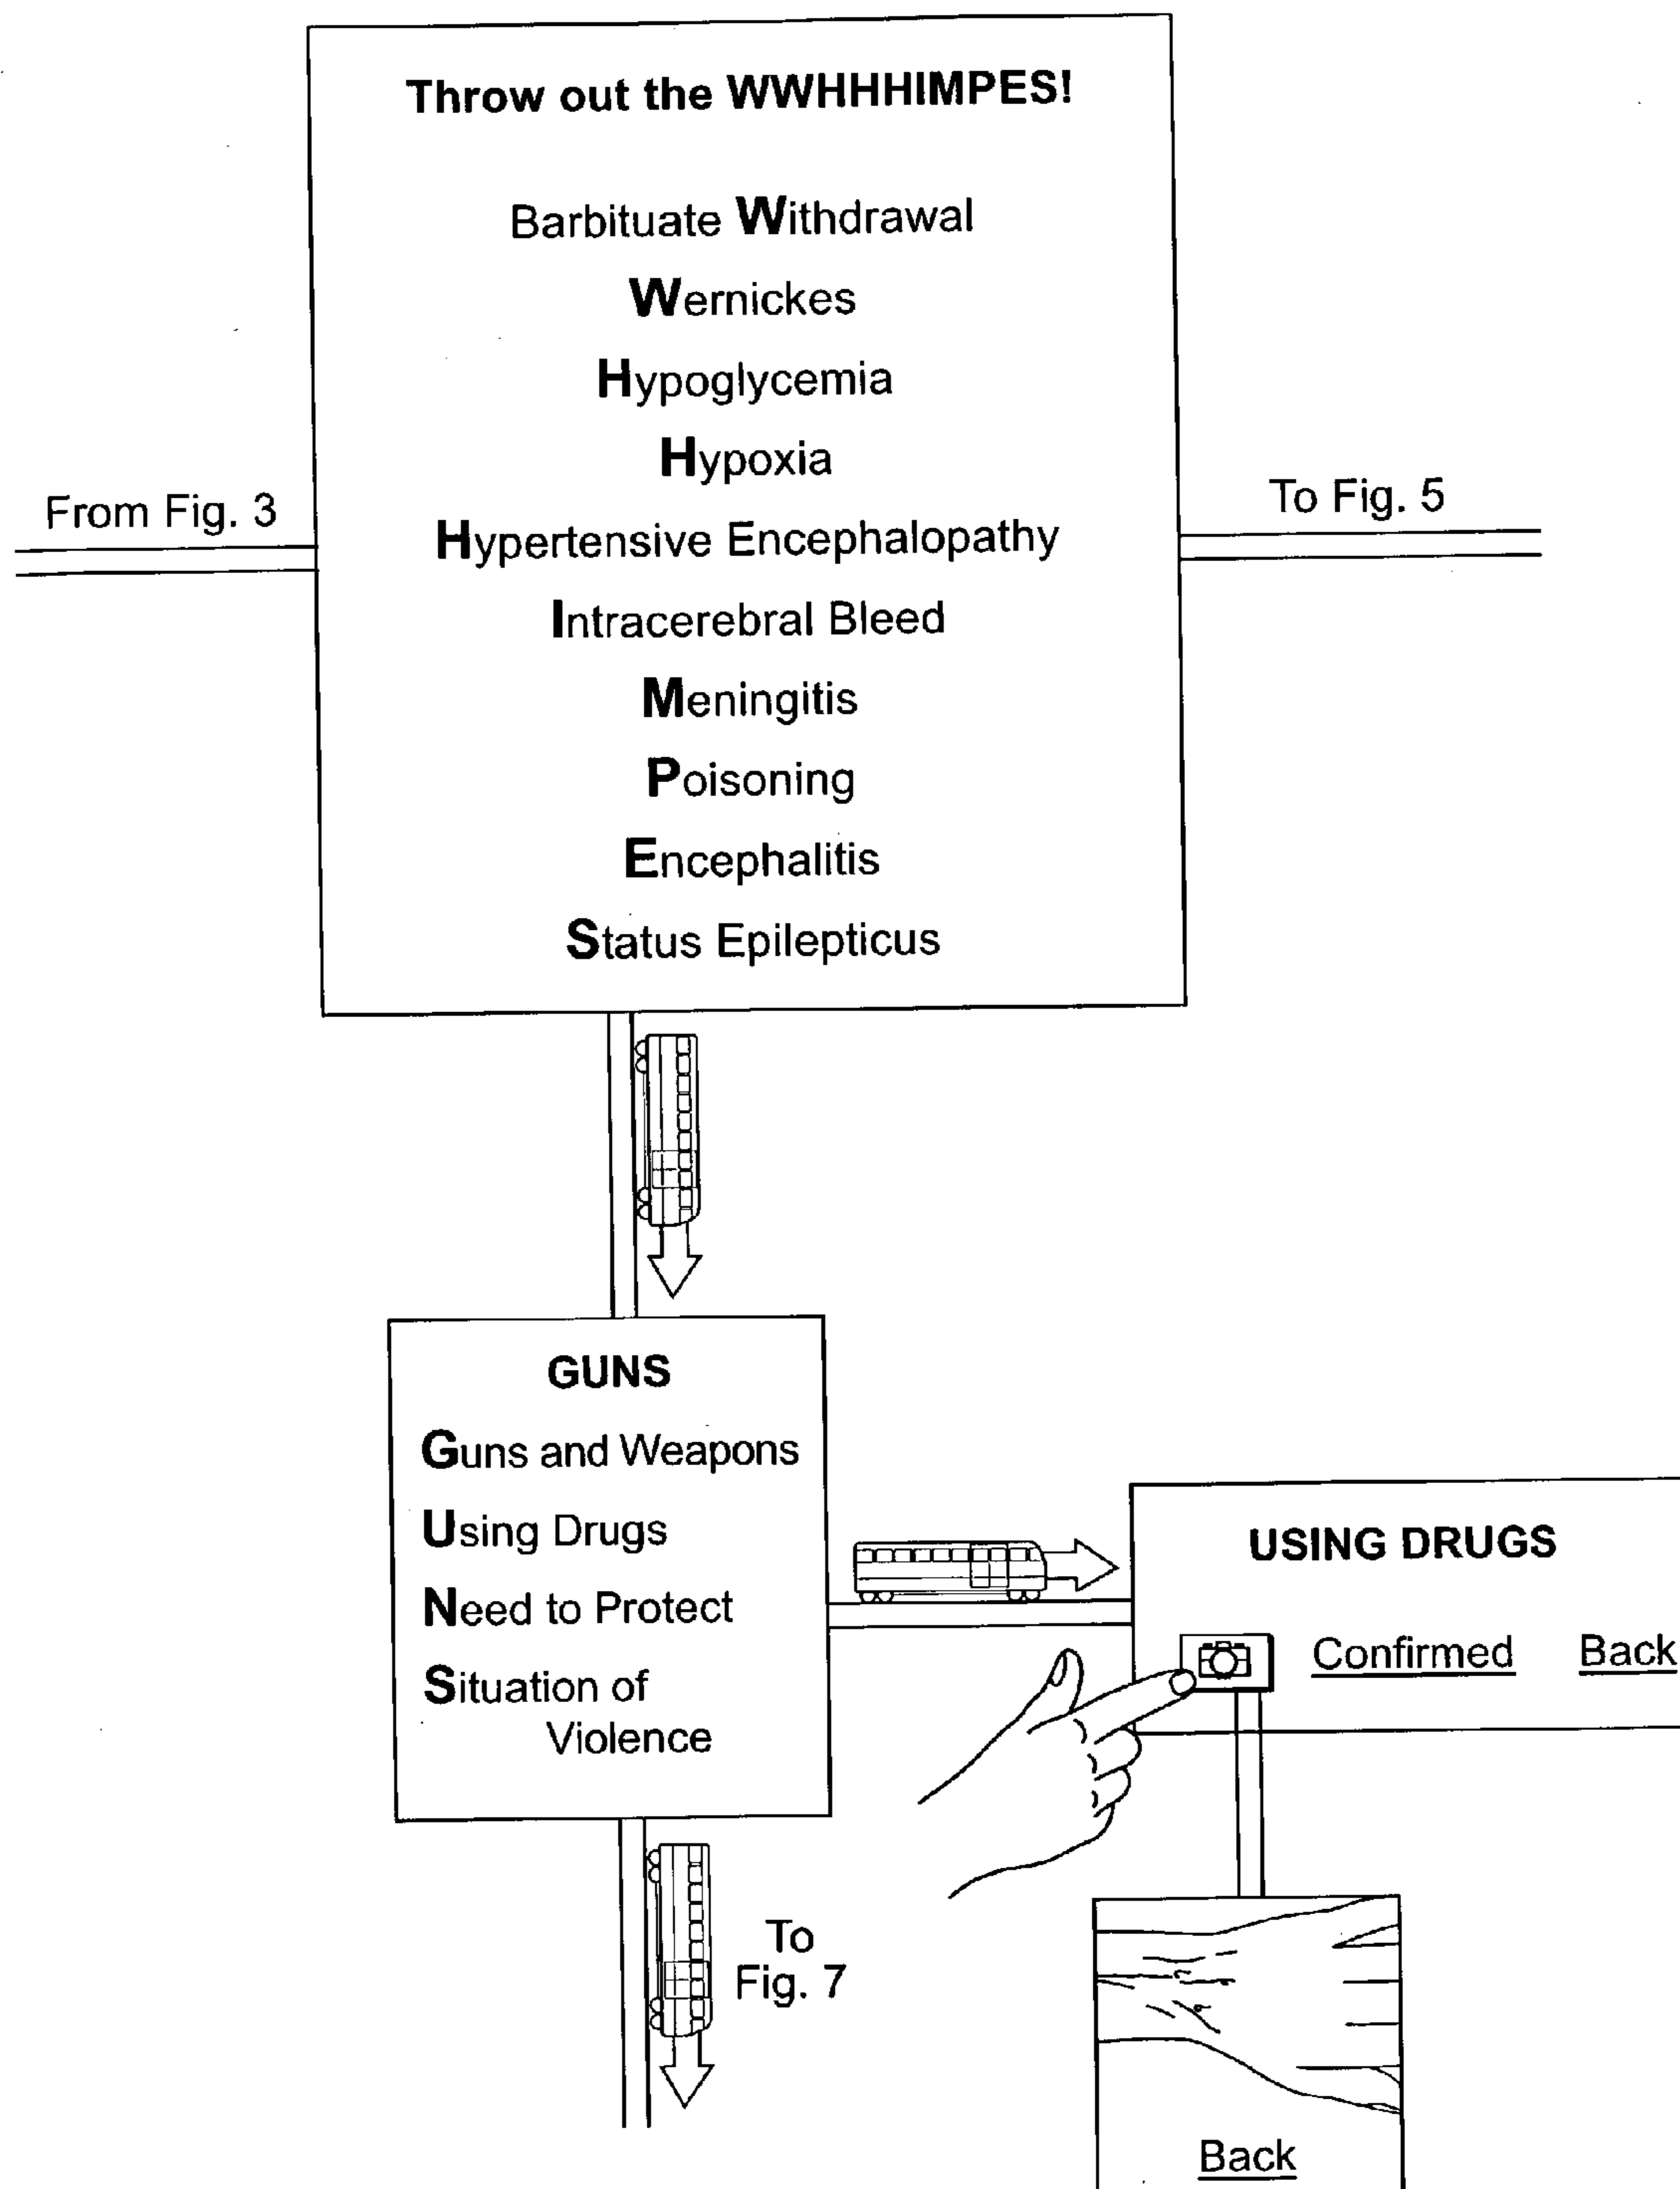 Throw out the WWHHHIMPES!
Barbituate Withdrawal
Wernickes
Hypoglycemia
Hypoxia
From Fig. 3
To Fig. 5
Hypertensive Encephalopathy
Intracerebral Bleed
Meningitis
Poisoning
Encephalitis
Status Epilepticus
GUNS
Guns and Weapons
Using Drugs
Need to Protect
Situation of
Violence
USING DRUGS
Confirmed Back
To
Fig. 7
Back